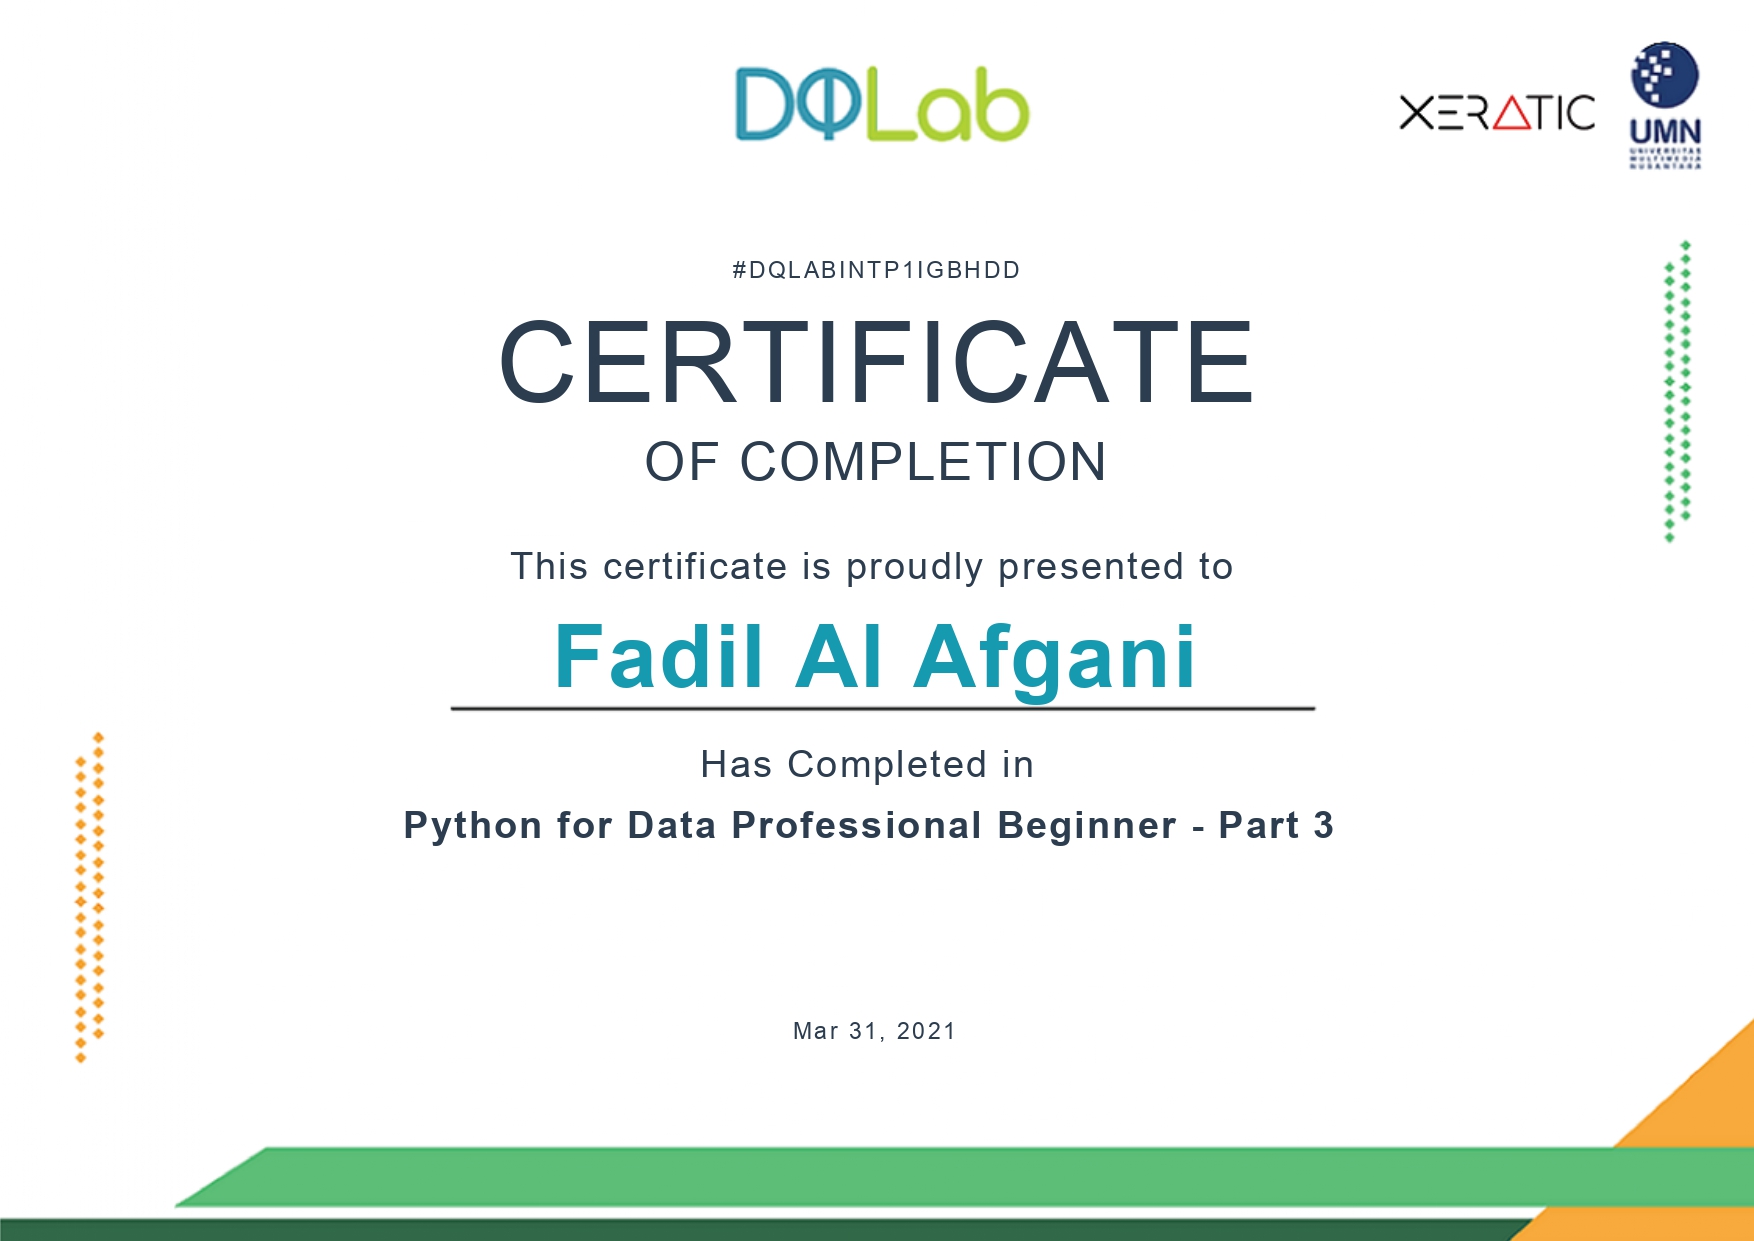 DQLab
XERATIC
UMN
UNIVERSITAS
MULTIMEDIA
NUSANTARA
#DQLABINTP1IGBHDD
CERTIFICATE
OF COMPLETION
This certificate is proudly presented to
Fadil Al Afgani
Has Completed in
Python for Data Professional Beginner - Part 3
Mar 31, 2021